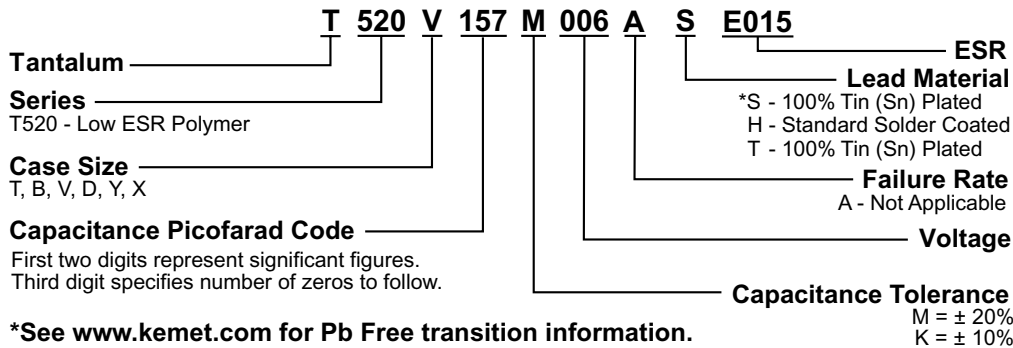 T 520 V 157 M 006 A S E015
Tantalum
Series
T520 - Low ESR Polymer
Case Size
T, B, V, D, Y, X
Capacitance Picofarad Code
First two digits represent significant figures.
Third digit specifies number of zeros to follow.
*See www.kemet.com for Pb Free transition information.
ESR
Lead Material
*S - 100% Tin (Sn) Plated
H - Standard Solder Coated
T - 100% Tin (Sn) Plated
Failure Rate
A - Not Applicable
Voltage
Capacitance Tolerance
M = ± 20%
K = ± 10%